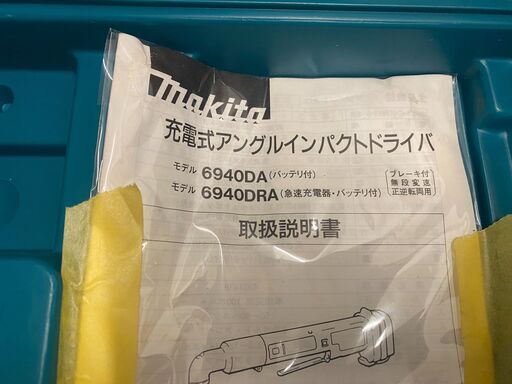 makita
充電式アングルインパクトドライバ
モデル 6940DA(バッテリ付)
モデル 6940DRA(急速充電器・バッテリ付)
ブレーキ付
無段変速
正逆転両用
取扱説明書